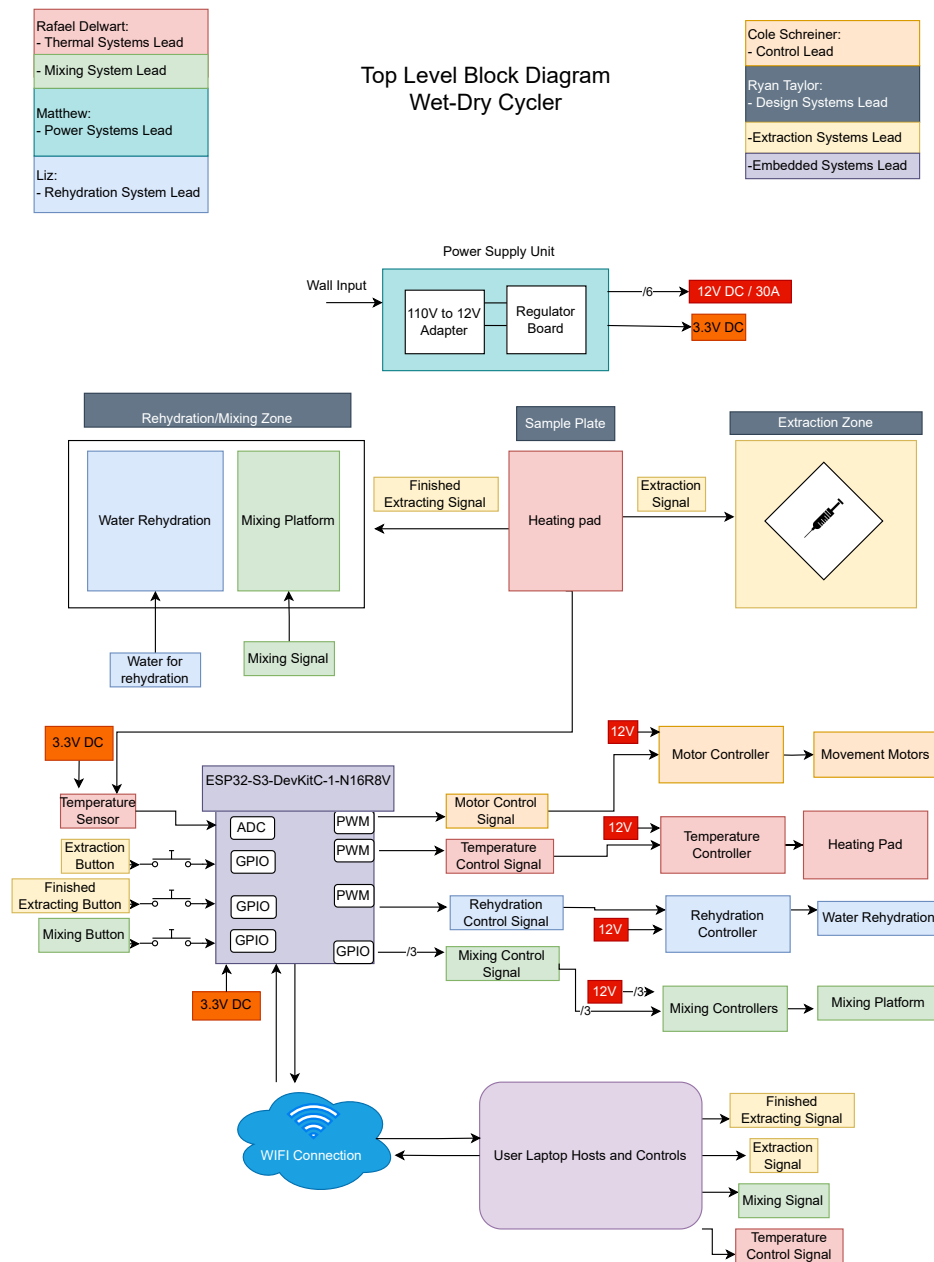 Rafael Delwart:
- Thermal Systems Lead
- Mixing System Lead
Matthew:
- Power Systems Lead
Liz:
- Rehydration System Lead
Top Level Block Diagram
Wet-Dry Cycler
Cole Schreiner:
- Control Lead
Ryan Taylor:
- Design Systems Lead
-Extraction Systems Lead
-Embedded Systems Lead
Power Supply Unit
Wall Input
110V to 12V
Adapter
Regulator
Board
/6
12V DC / 30A
3.3V DC
Rehydration/Mixing Zone
Sample Plate
Extraction Zone
Water Rehydration
Mixing Platform
Finished
Extracting Signal
Heating pad
Extraction
Signal
Water for
rehydration
Mixing Signal
3.3V DC
Temperature
Sensor
Extraction
Button
Finished
Extracting Button
Mixing Button
ESP32-S3-DevKitC-1-N16R8V
ADC
GPIO
GPIO
GPIO
PWM
PWM
PWM
GPIO
/3
3.3V DC
Motor Control
Signal
12V
Motor Controller
Movement Motors
Temperature
Control Signal
12V
Temperature
Controller
Heating Pad
Rehydration
Control Signal
12V
Rehydration
Controller
Water Rehydration
Mixing Control
Signal
12V
/3
/3
Mixing Controllers
Mixing Platform
WIFI Connection
User Laptop Hosts and Controls
Finished
Extracting Signal
Extraction
Signal
Mixing Signal
Temperature
Control Signal